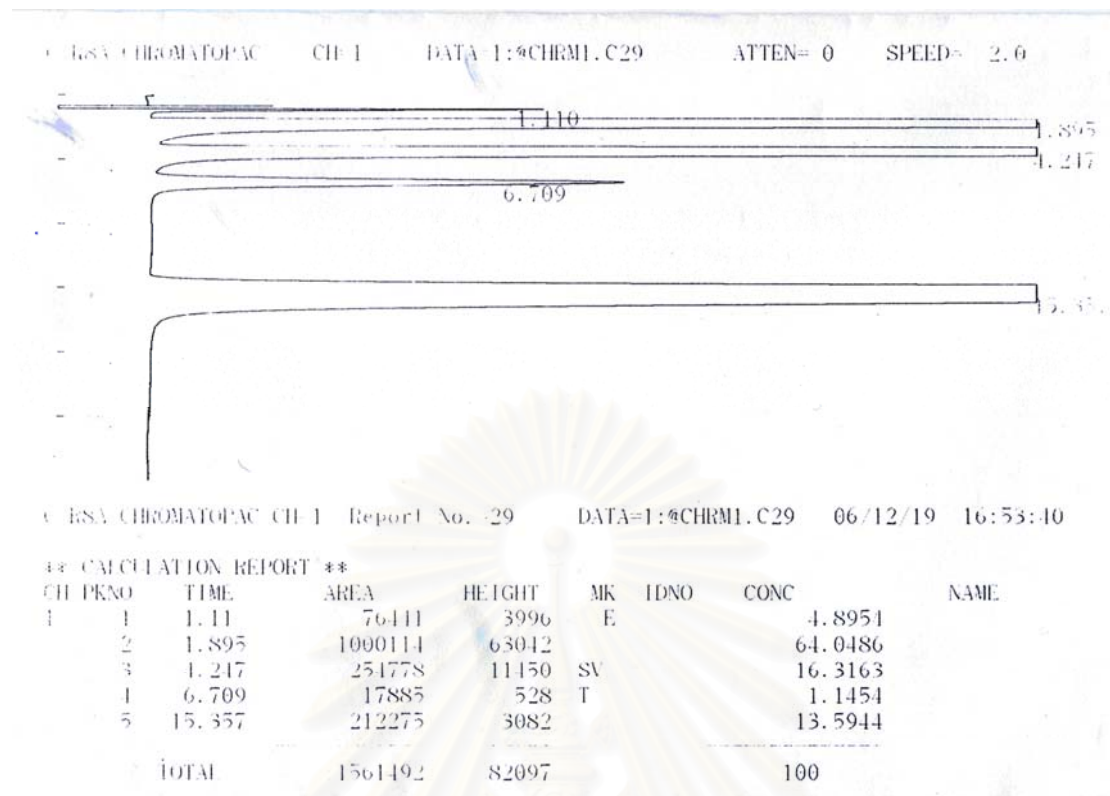 CHROMATOPAC CH=1 DATA=1:@CHRM1.C29 ATTEN= 0 SPEED= 2.0
1.110
1.895
4.247
6.709
15.35
CHROMATOPAC CH=1 Report No.=29 DATA=1:@CHRM1.C29 06/12/19 16:53:40
** CALCULATION REPORT **
CH PKNO TIME AREA HEIGHT MK IDNO CONC NAME
1 1 1.11 76441 3996 E 4.8954
2 1.895 1000114 63042 64.0486
3 4.247 254778 11450 SV 16.3163
4 6.709 17885 528 T 1.1454
5 15.357 212275 3082 13.5944
TOTAL 1561492 82097 100